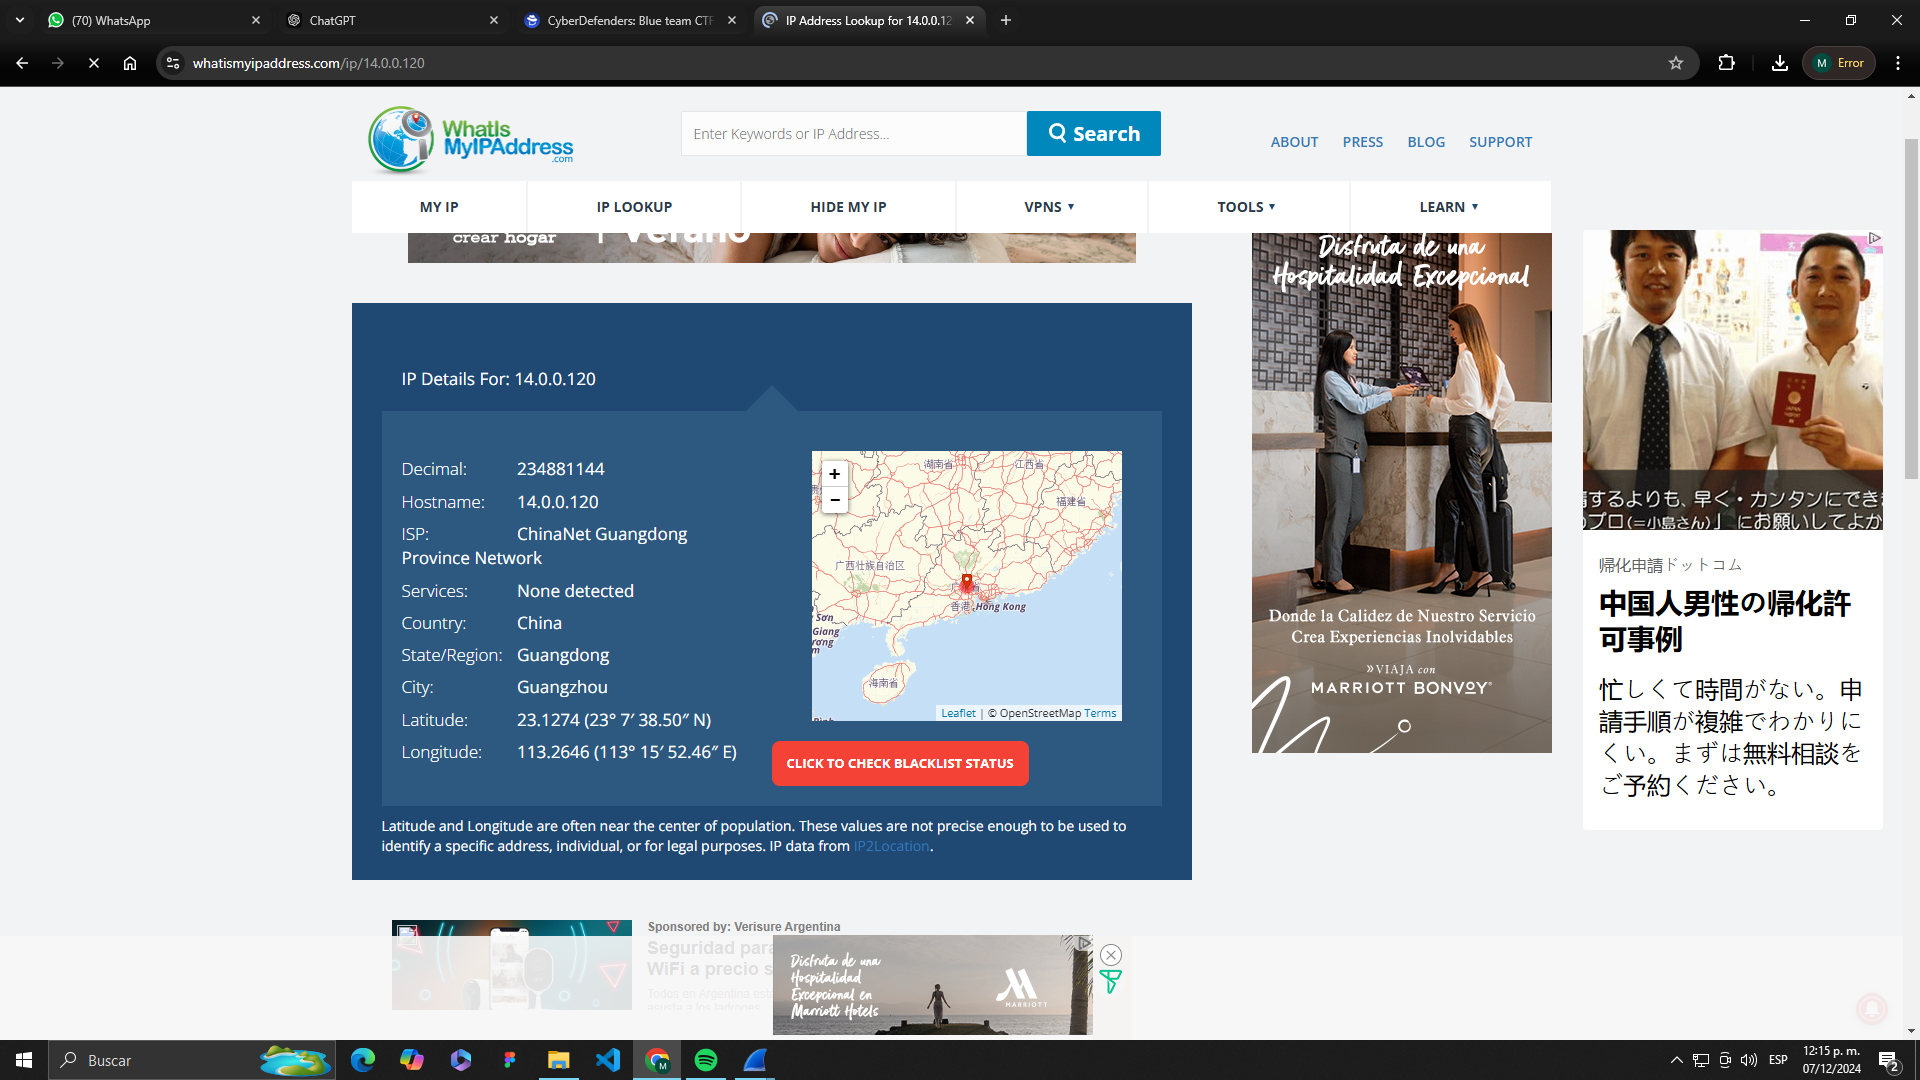 (70) WhatsApp
ChatGPT
CyberDefenders: Blue team CTF
IP Address Lookup for 14.0.0.12
whatismyipaddress.com/ip/14.0.0.120
M Error
WhatIs
MyIPAddress
.com
Enter Keywords or IP Address...
Search
ABOUT PRESS BLOG SUPPORT
MY IP
IP LOOKUP
HIDE MY IP
VPNS
TOOLS
LEARN
crear hogar
Verano
IP Details For: 14.0.0.120
Decimal: 234881144
Hostname: 14.0.0.120
ISP: ChinaNet Guangdong
Province Network
Services: None detected
Country: China
State/Region: Guangdong
City: Guangzhou
Latitude: 23.1274 (23° 7′ 38.50″ N)
Longitude: 113.2646 (113° 15′ 52.46″ E)
+
−
湖南省
江西省
福建省
广西壮族自治区
香港
Hong Kong
Sơn
Giang
海南省
Leaflet | © OpenStreetMap Terms
CLICK TO CHECK BLACKLIST STATUS
Latitude and Longitude are often near the center of population. These values are not precise enough to be used to
identify a specific address, individual, or for legal purposes. IP data from IP2Location.
Disfruta de una
Hospitalidad Excepcional
Donde la Calidez de Nuestro Servicio
Crea Experiencias Inolvidables
VIAJA con
MARRIOTT BONVOY
JAPAN
するよりも、早く・カンタンにでき
プロ(=小島さん)」にお願いしてよか
帰化申請ドットコム
中国人男性の帰化許
可事例
忙しくて時間がない。申
請手順が複雑でわかりに
くい。まずは無料相談を
ご予約ください。
Sponsored by: Verisure Argentina
Seguridad para
WiFi a precio s
Todos en Argentina est
Disfruta de una
Hospitalidad
Excepcional en
Marriott Hotels
MARRIOTT
Buscar
M
ESP
12:15 p. m.
07/12/2024
2